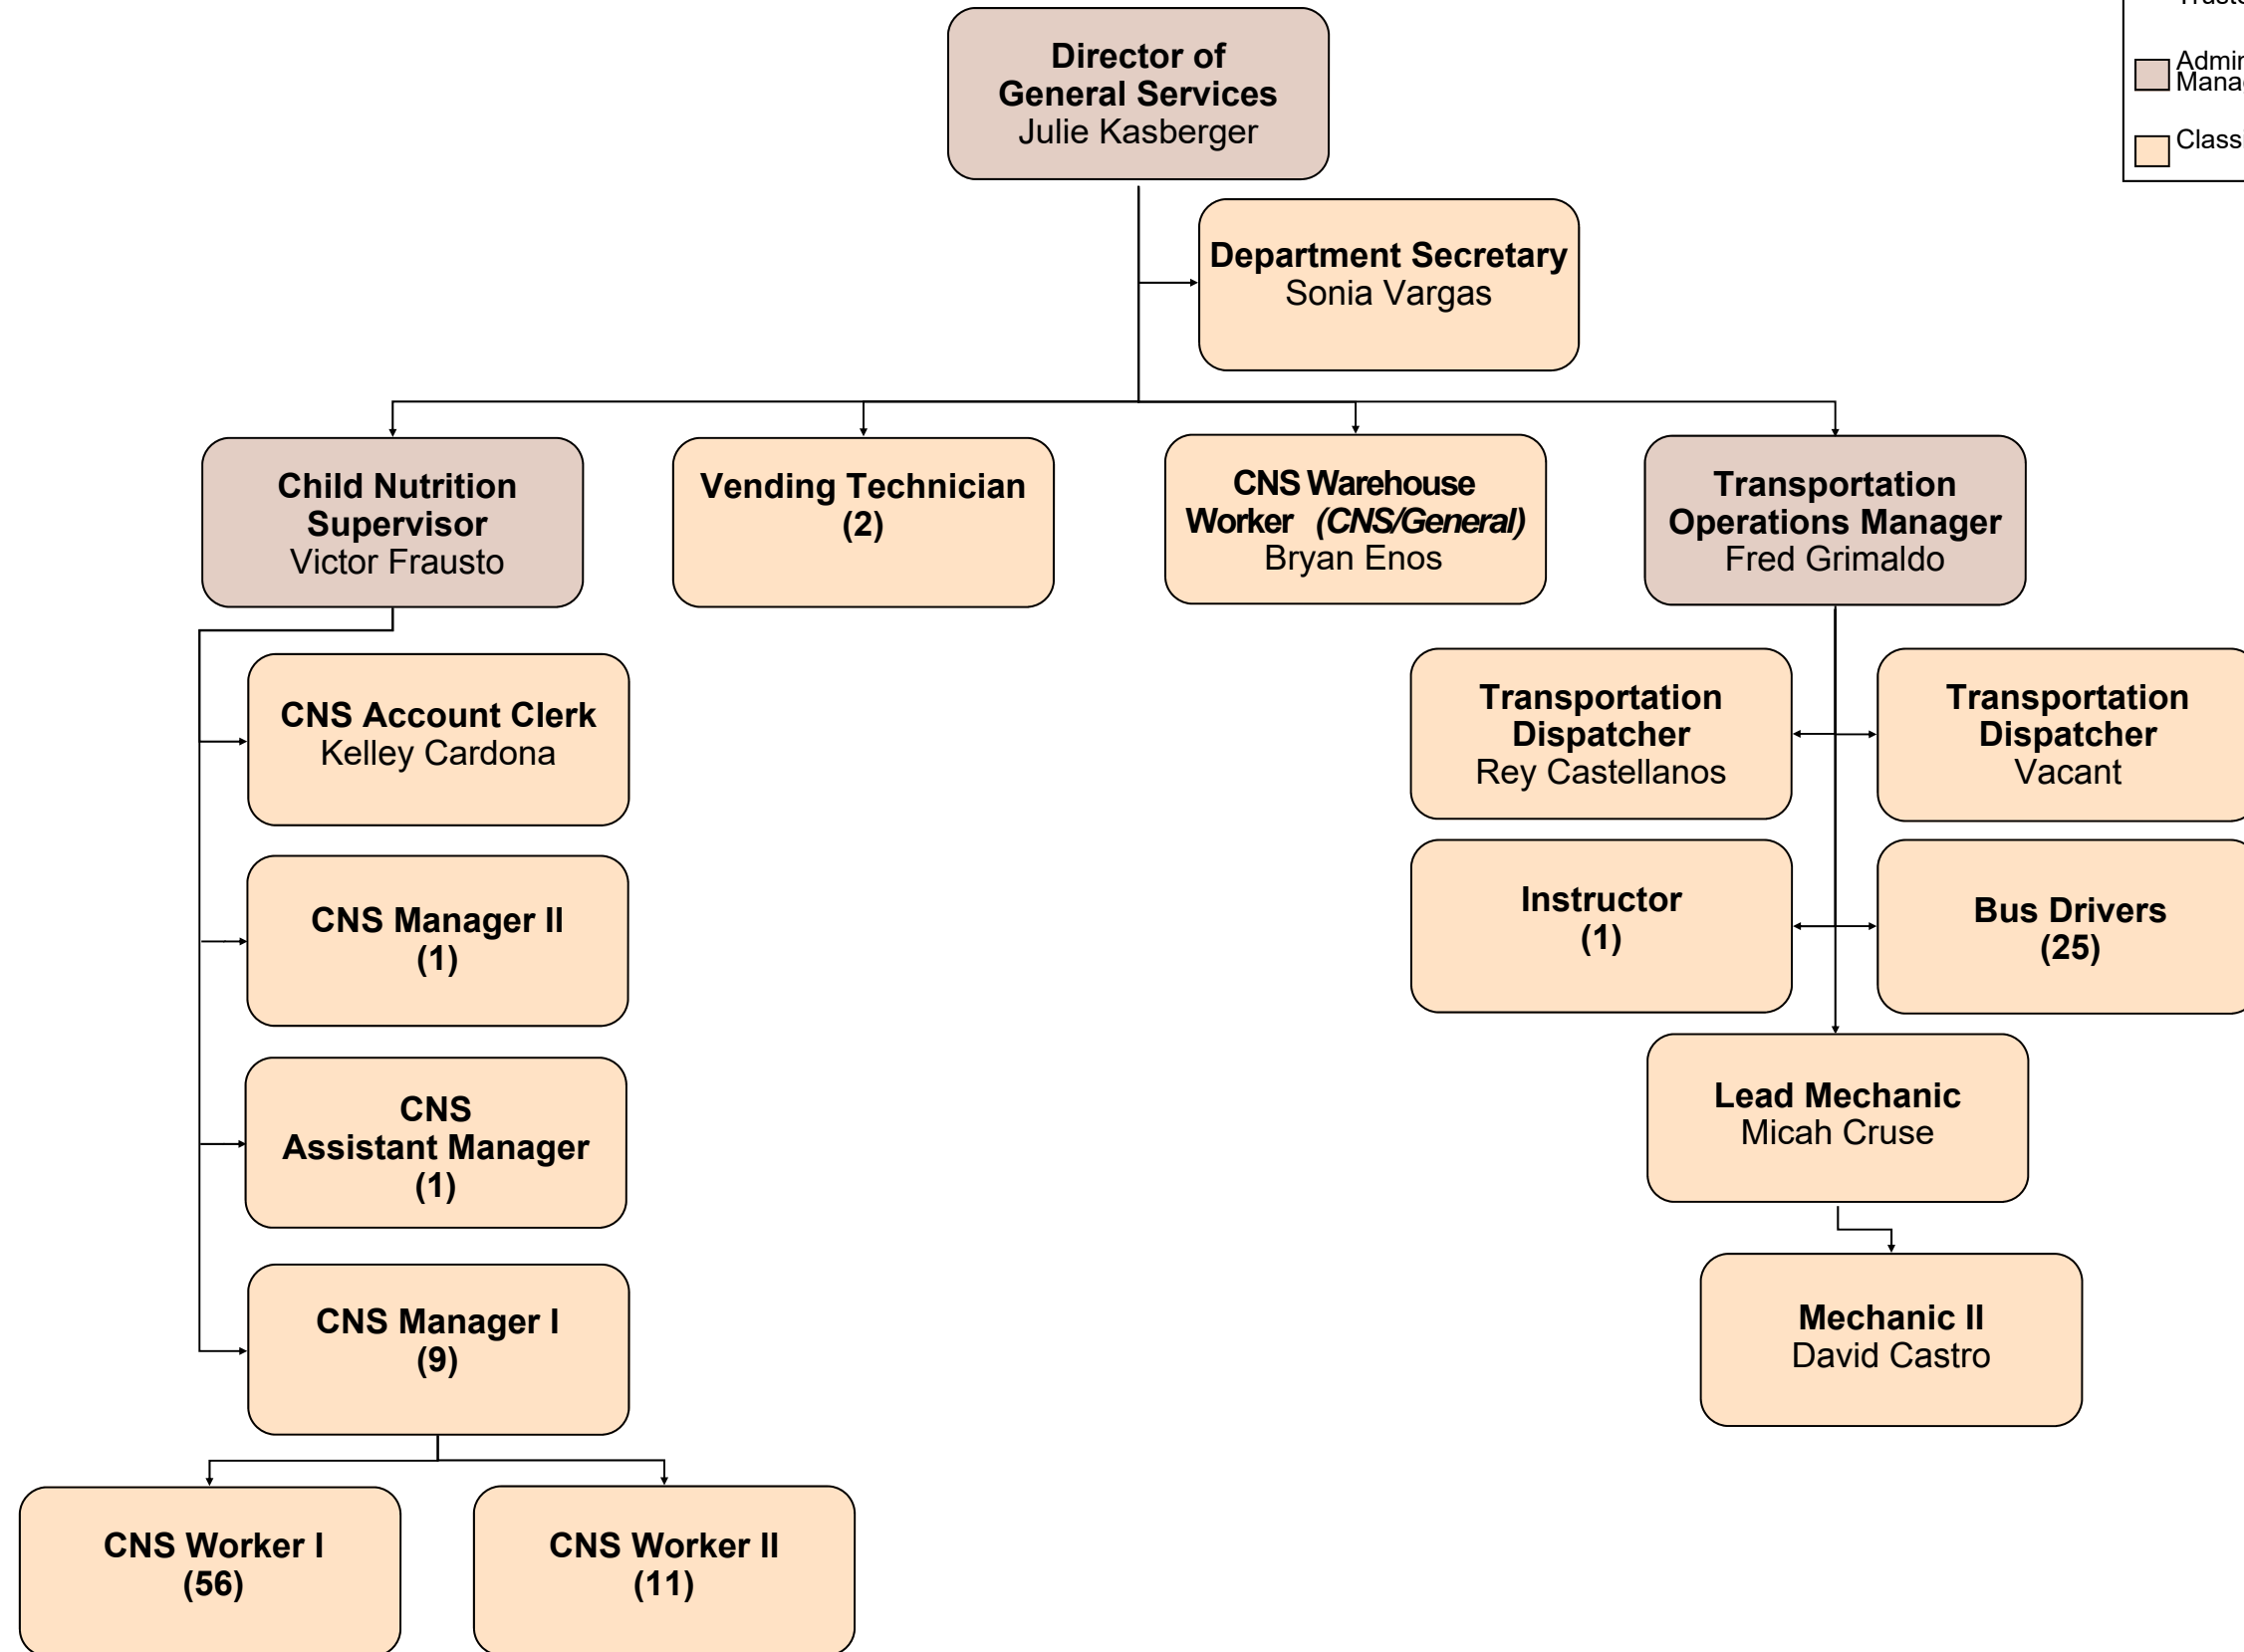 Director of
General Services
Julie Kasberger
Department Secretary
Sonia Vargas
Child Nutrition
Supervisor
Victor Frausto
Vending Technician
(2)
CNS Warehouse
Worker (CNS/General)
Bryan Enos
Transportation
Operations Manager
Fred Grimaldo
CNS Account Clerk
Kelley Cardona
CNS Manager II
(1)
CNS
Assistant Manager
(1)
CNS Manager I
(9)
CNS Worker I
(56)
CNS Worker II
(11)
Transportation
Dispatcher
Rey Castellanos
Transportation
Dispatcher
Vacant
Instructor
(1)
Bus Drivers
(25)
Lead Mechanic
Micah Cruse
Mechanic II
David Castro